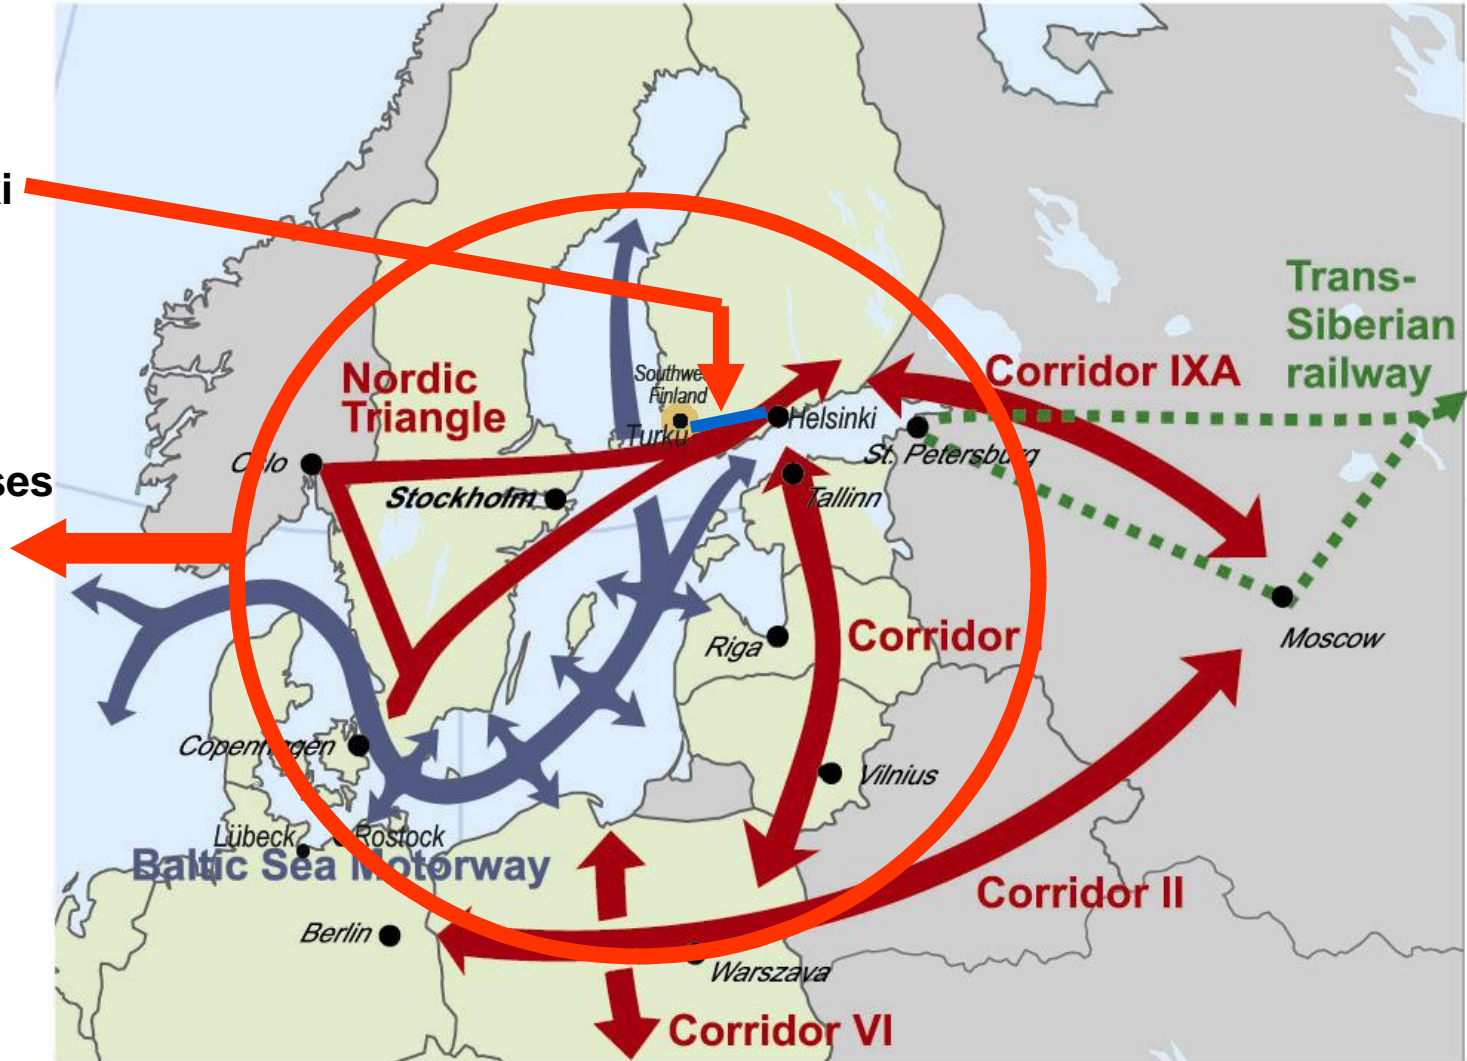 ses
Trans-
Siberian
railway
Nordic
Triangle
Southwe
Finland
Turku
Helsinki
Corridor IXA
Oslo
Stockholm
St. Petersburg
Tallinn
Riga
Corridor
Moscow
Copenhagen
Vilnius
Lübeck
Rostock
Baltic Sea Motorway
Corridor II
Berlin
Warszava
Corridor VI